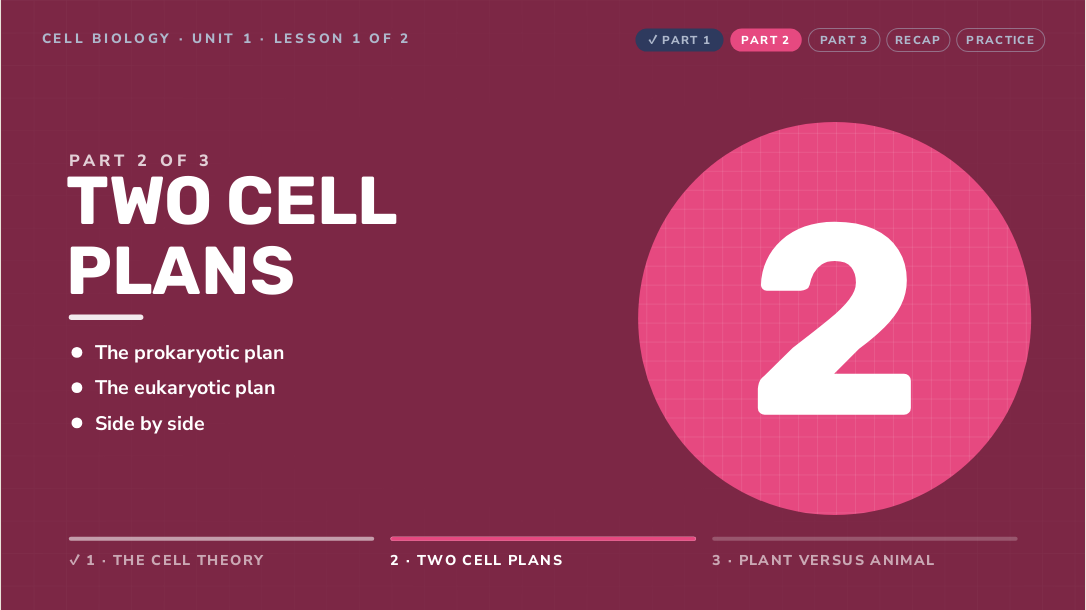 CELL BIOLOGY · UNIT 1 · LESSON 1 OF 2
✓ PART 1
PART 2
PART 3
RECAP
PRACTICE
PART 2 OF 3
TWO CELL
PLANS
● The prokaryotic plan
● The eukaryotic plan
● Side by side
2
✓ 1 · THE CELL THEORY
2 · TWO CELL PLANS
3 · PLANT VERSUS ANIMAL